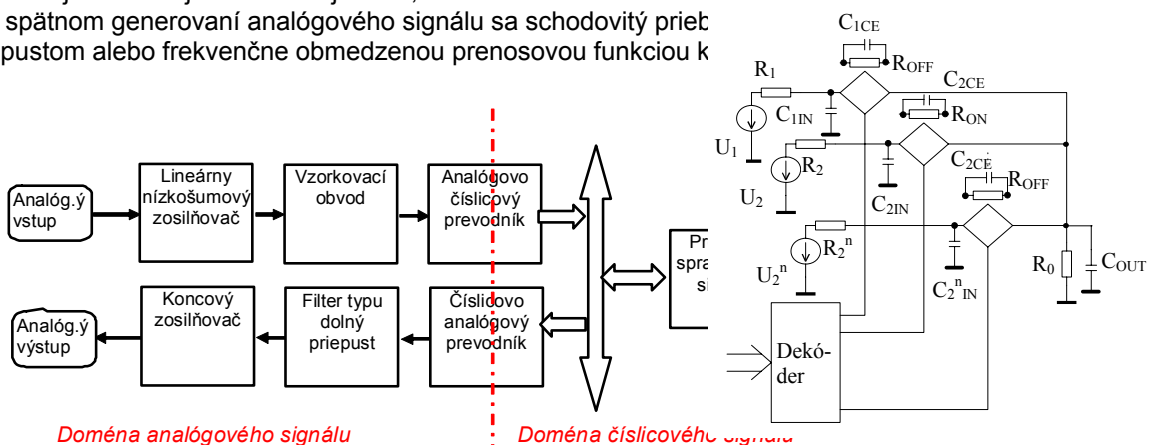 spätnom generovaní analógového signálu sa schodovitý
pustom alebo frekvenčne obmedzenou prenosovou funkciou
Analóg.ý
vstup
Lineárny
nízkošumový
zosilňovač
Vzorkovací
obvod
Analógovo
číslicový
prevodník
Analóg.ý
výstup
Koncový
zosilňovač
Filter typu
dolný
priepust
Číslicovo
analógový
prevodník
Doména analógového signálu
Doména číslicového signálu
C1CE
ROFF
R1
C1IN
U1
C2CE
RON
R2
C2IN
U2
C2CE
ROFF
R2ⁿ
C2ⁿIN
U2ⁿ
R0
COUT
Dekó-
der